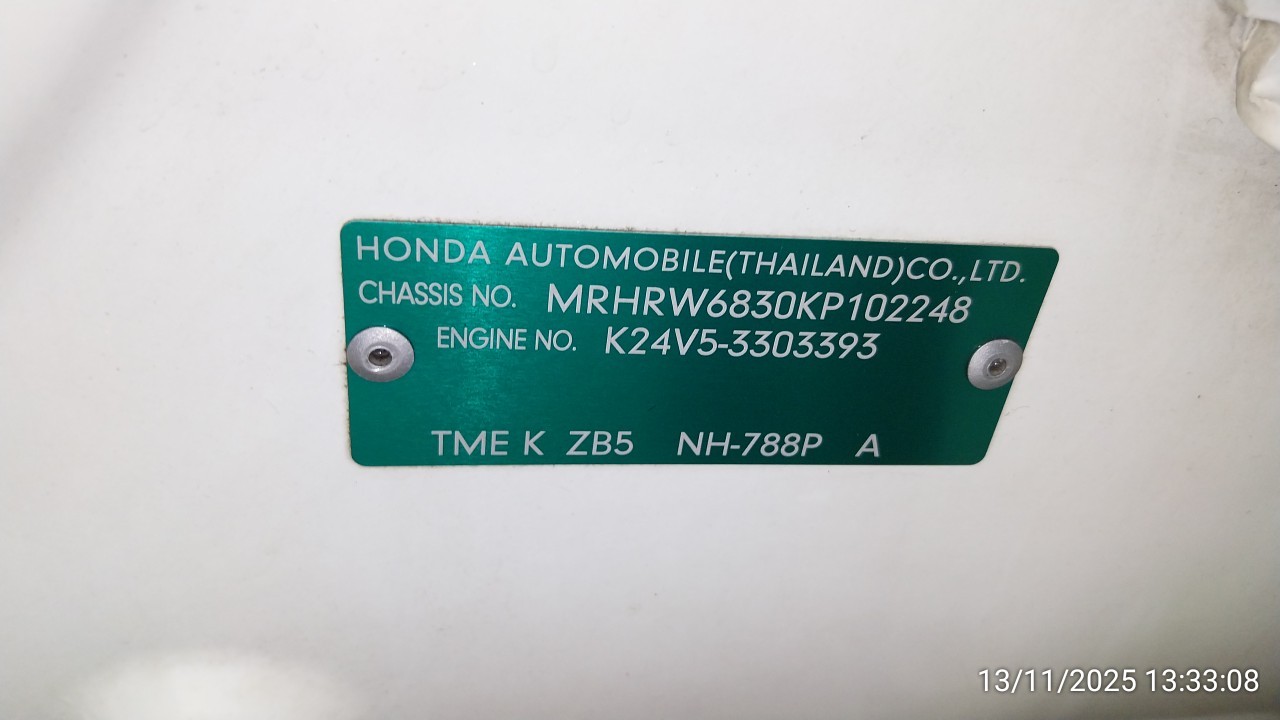 HONDA AUTOMOBILE(THAILAND)CO.,LTD.
CHASSIS NO. MRHRW6830KP102248
ENGINE NO. K24V5-3303393
TME K ZB5 NH-788P A
13/11/2025 13:33:08